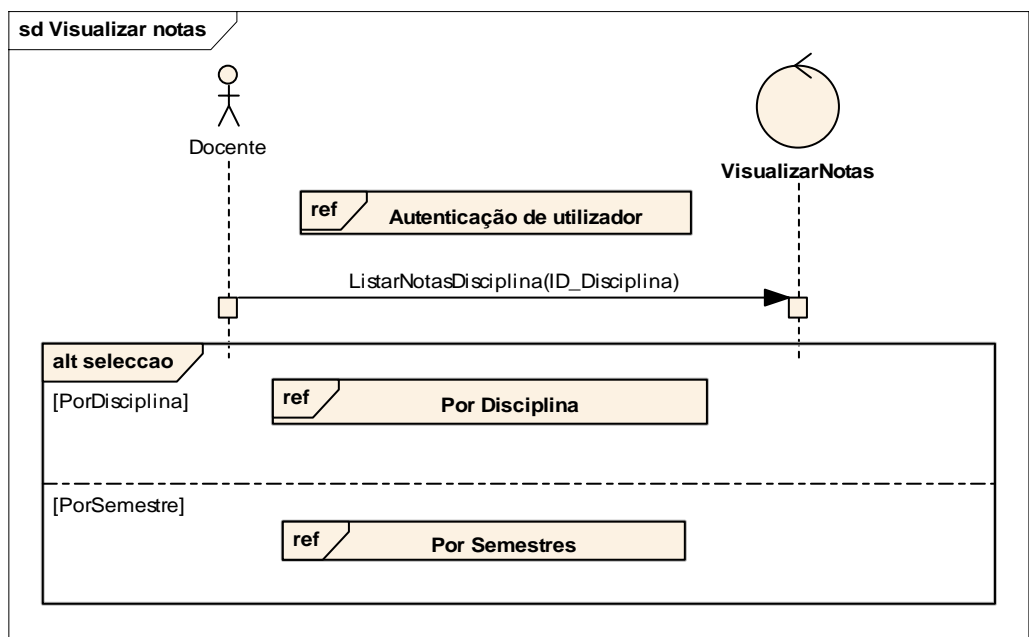 sd Visualizar notas
Docente
VisualizarNotas
ref
Autenticação de utilizador
ListarNotasDisciplina(ID_Disciplina)
alt seleccao
[PorDisciplina]
ref
Por Disciplina
[PorSemestre]
ref
Por Semestres